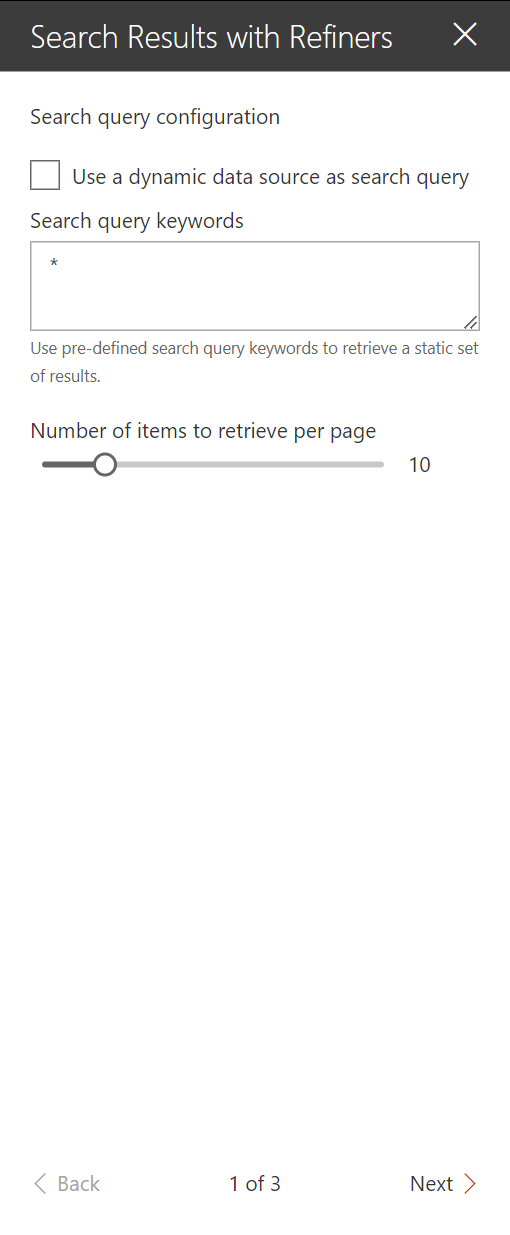 Search Results with Refiners
Search query configuration
Use a dynamic data source as search query
Search query keywords
*
Use pre-defined search query keywords to retrieve a static set
of results.
Number of items to retrieve per page
10
Back
1 of 3
Next